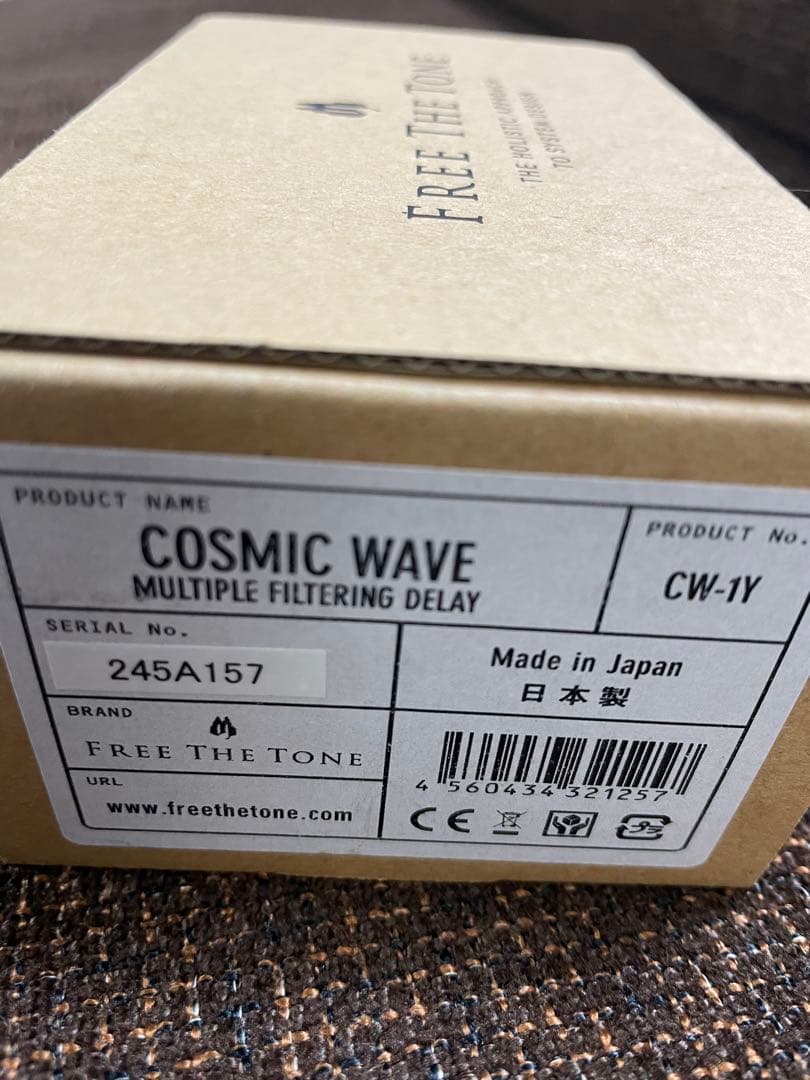 FREE THE TONE
THE HOLISTIC APPROACH
TO SYSTEM DESIGN
PRODUCT NAME
COSMIC WAVE
MULTIPLE FILTERING DELAY
PRODUCT No.
CW-1Y
SERIAL No.
245A157
Made in Japan
日本製
BRAND
FREE THE TONE
URL
www.freethetone.com
4 560434 321257
CE